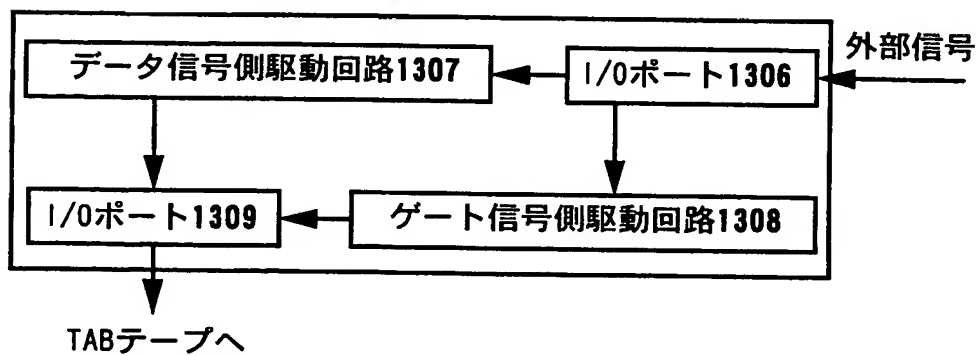 外部信号
データ信号側駆動回路1307
I/Oポート1306
I/Oポート1309
ゲート信号側駆動回路1308
TABテープへ